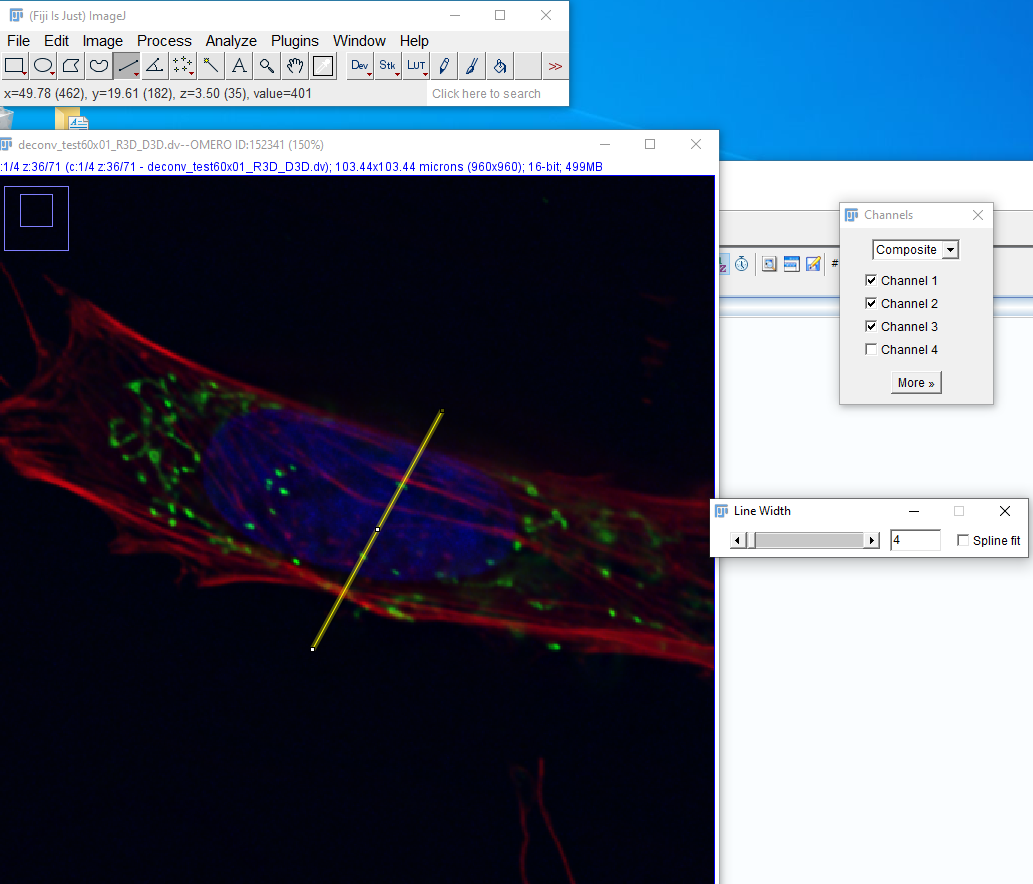 (Fiji Is Just) ImageJ
File Edit Image Process Analyze Plugins Window Help
A Dev Stk LUT >>
x=49.78 (462), y=19.61 (182), z=3.50 (35), value=401 Click here to search
deconv_test60x01_R3D_D3D.dv--OMERO ID:152341 (150%)
:1/4 z:36/71 (c:1/4 z:36/71 - deconv_test60x01_R3D_D3D.dv); 103.44x103.44 microns (960x960); 16-bit; 499MB
Channels
Composite
#
Channel 1
Channel 2
Channel 3
Channel 4
More »
Line Width
4 Spline fit